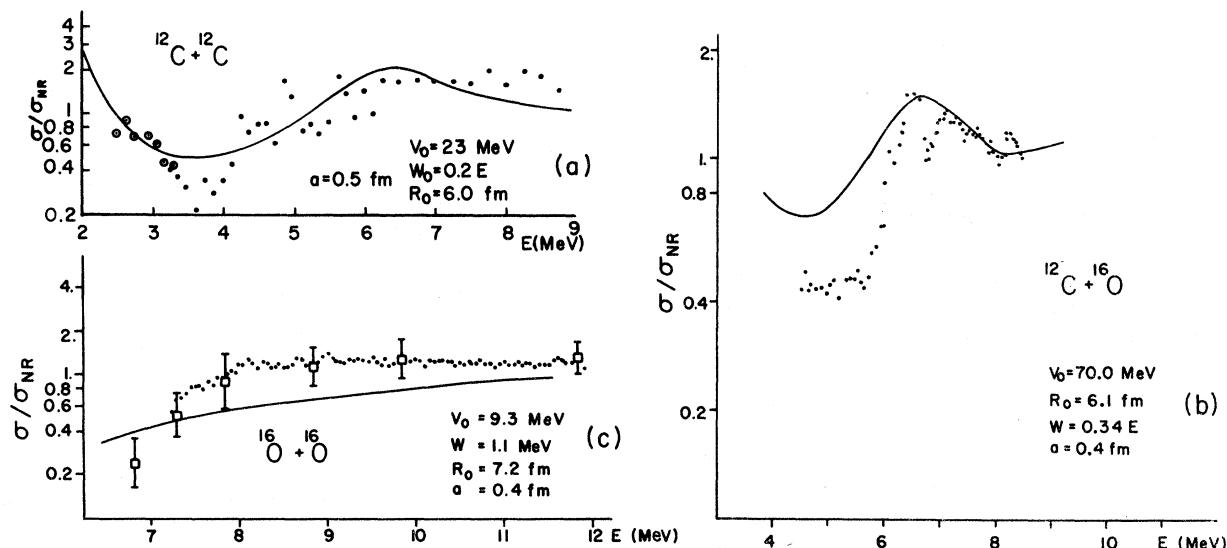 4
3
2
1
0.8
0.6
0.4
0.2
σ/σNR
¹²C + ¹²C
V₀ = 23 MeV
W₀ = 0.2 E
a = 0.5 fm
R₀ = 6.0 fm
(a)
2 3 4 5 6 7 8 9
E(MeV)
4.
2.
1.
0.8
0.6
0.4
0.2
σ/σNR
¹⁶O + ¹⁶O
V₀ = 9.3 MeV
W = 1.1 MeV
R₀ = 7.2 fm
a = 0.4 fm
(c)
7 8 9 10 11 12 E (MeV)
2.
1.
0.8
0.4
0.2
σ/σNR
¹²C + ¹⁶O
V₀ = 70.0 MeV
R₀ = 6.1 fm
W = 0.34 E
a = 0.4 fm
(b)
4 6 8 10 E (MeV)